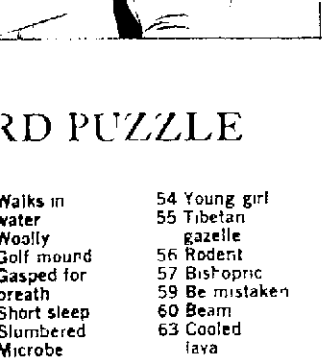 RD PUZZLE
Walks in
water
Woolly
Golf mound
Gasped for
breath
Short sleep
Slumbered
Microbe
54 Young girl
55 Tibetan
gazelle
56 Rodent
57 Bishopric
59 Be mistaken
60 Beam
63 Cooled
lava